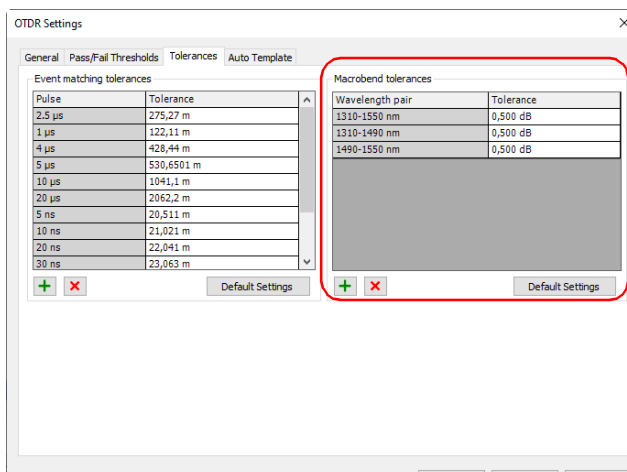 OTDR Settings
General Pass/Fail Thresholds Tolerances Auto Template
Event matching tolerances
Pulse Tolerance
2.5 µs 275,27 m
1 µs 122,11 m
4 µs 428,44 m
5 µs 530,6501 m
10 µs 1041,1 m
20 µs 2062,2 m
5 ns 20,511 m
10 ns 21,021 m
20 ns 22,041 m
30 ns 23,063 m
Default Settings
Macrobend tolerances
Wavelength pair Tolerance
1310-1550 nm 0,500 dB
1310-1490 nm 0,500 dB
1490-1550 nm 0,500 dB
Default Settings